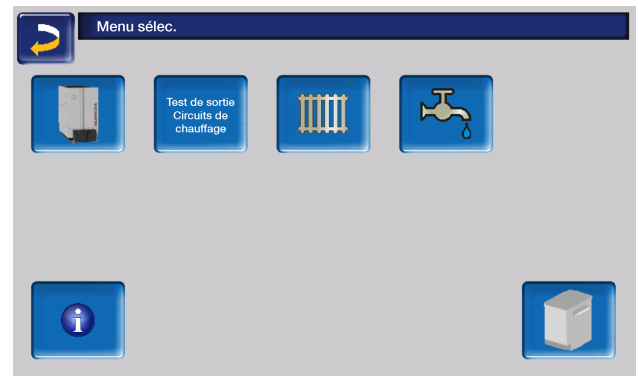 Menu sélec.
Test de sortie
Circuits de
chauffage